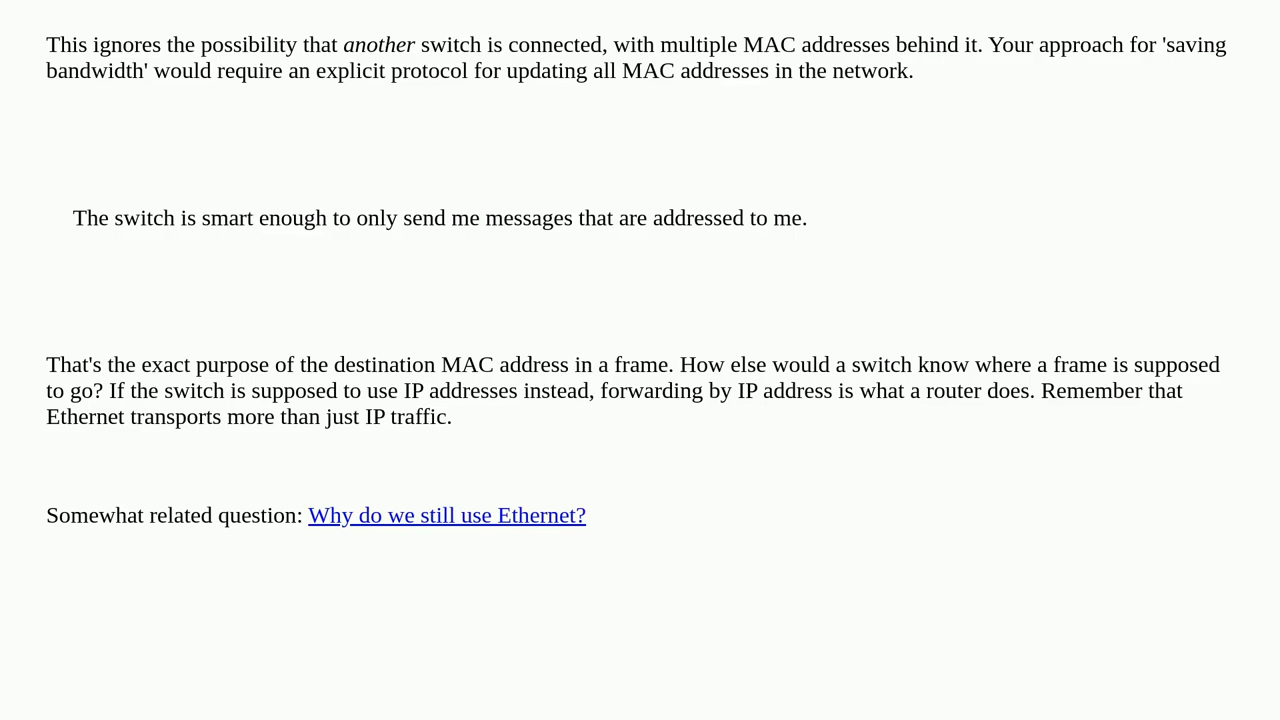 This ignores the possibility that another switch is connected, with multiple MAC addresses behind it. Your approach for 'saving
bandwidth' would require an explicit protocol for updating all MAC addresses in the network.
The switch is smart enough to only send me messages that are addressed to me.
That's the exact purpose of the destination MAC address in a frame. How else would a switch know where a frame is supposed
to go? If the switch is supposed to use IP addresses instead, forwarding by IP address is what a router does. Remember that
Ethernet transports more than just IP traffic.
Somewhat related question: Why do we still use Ethernet?